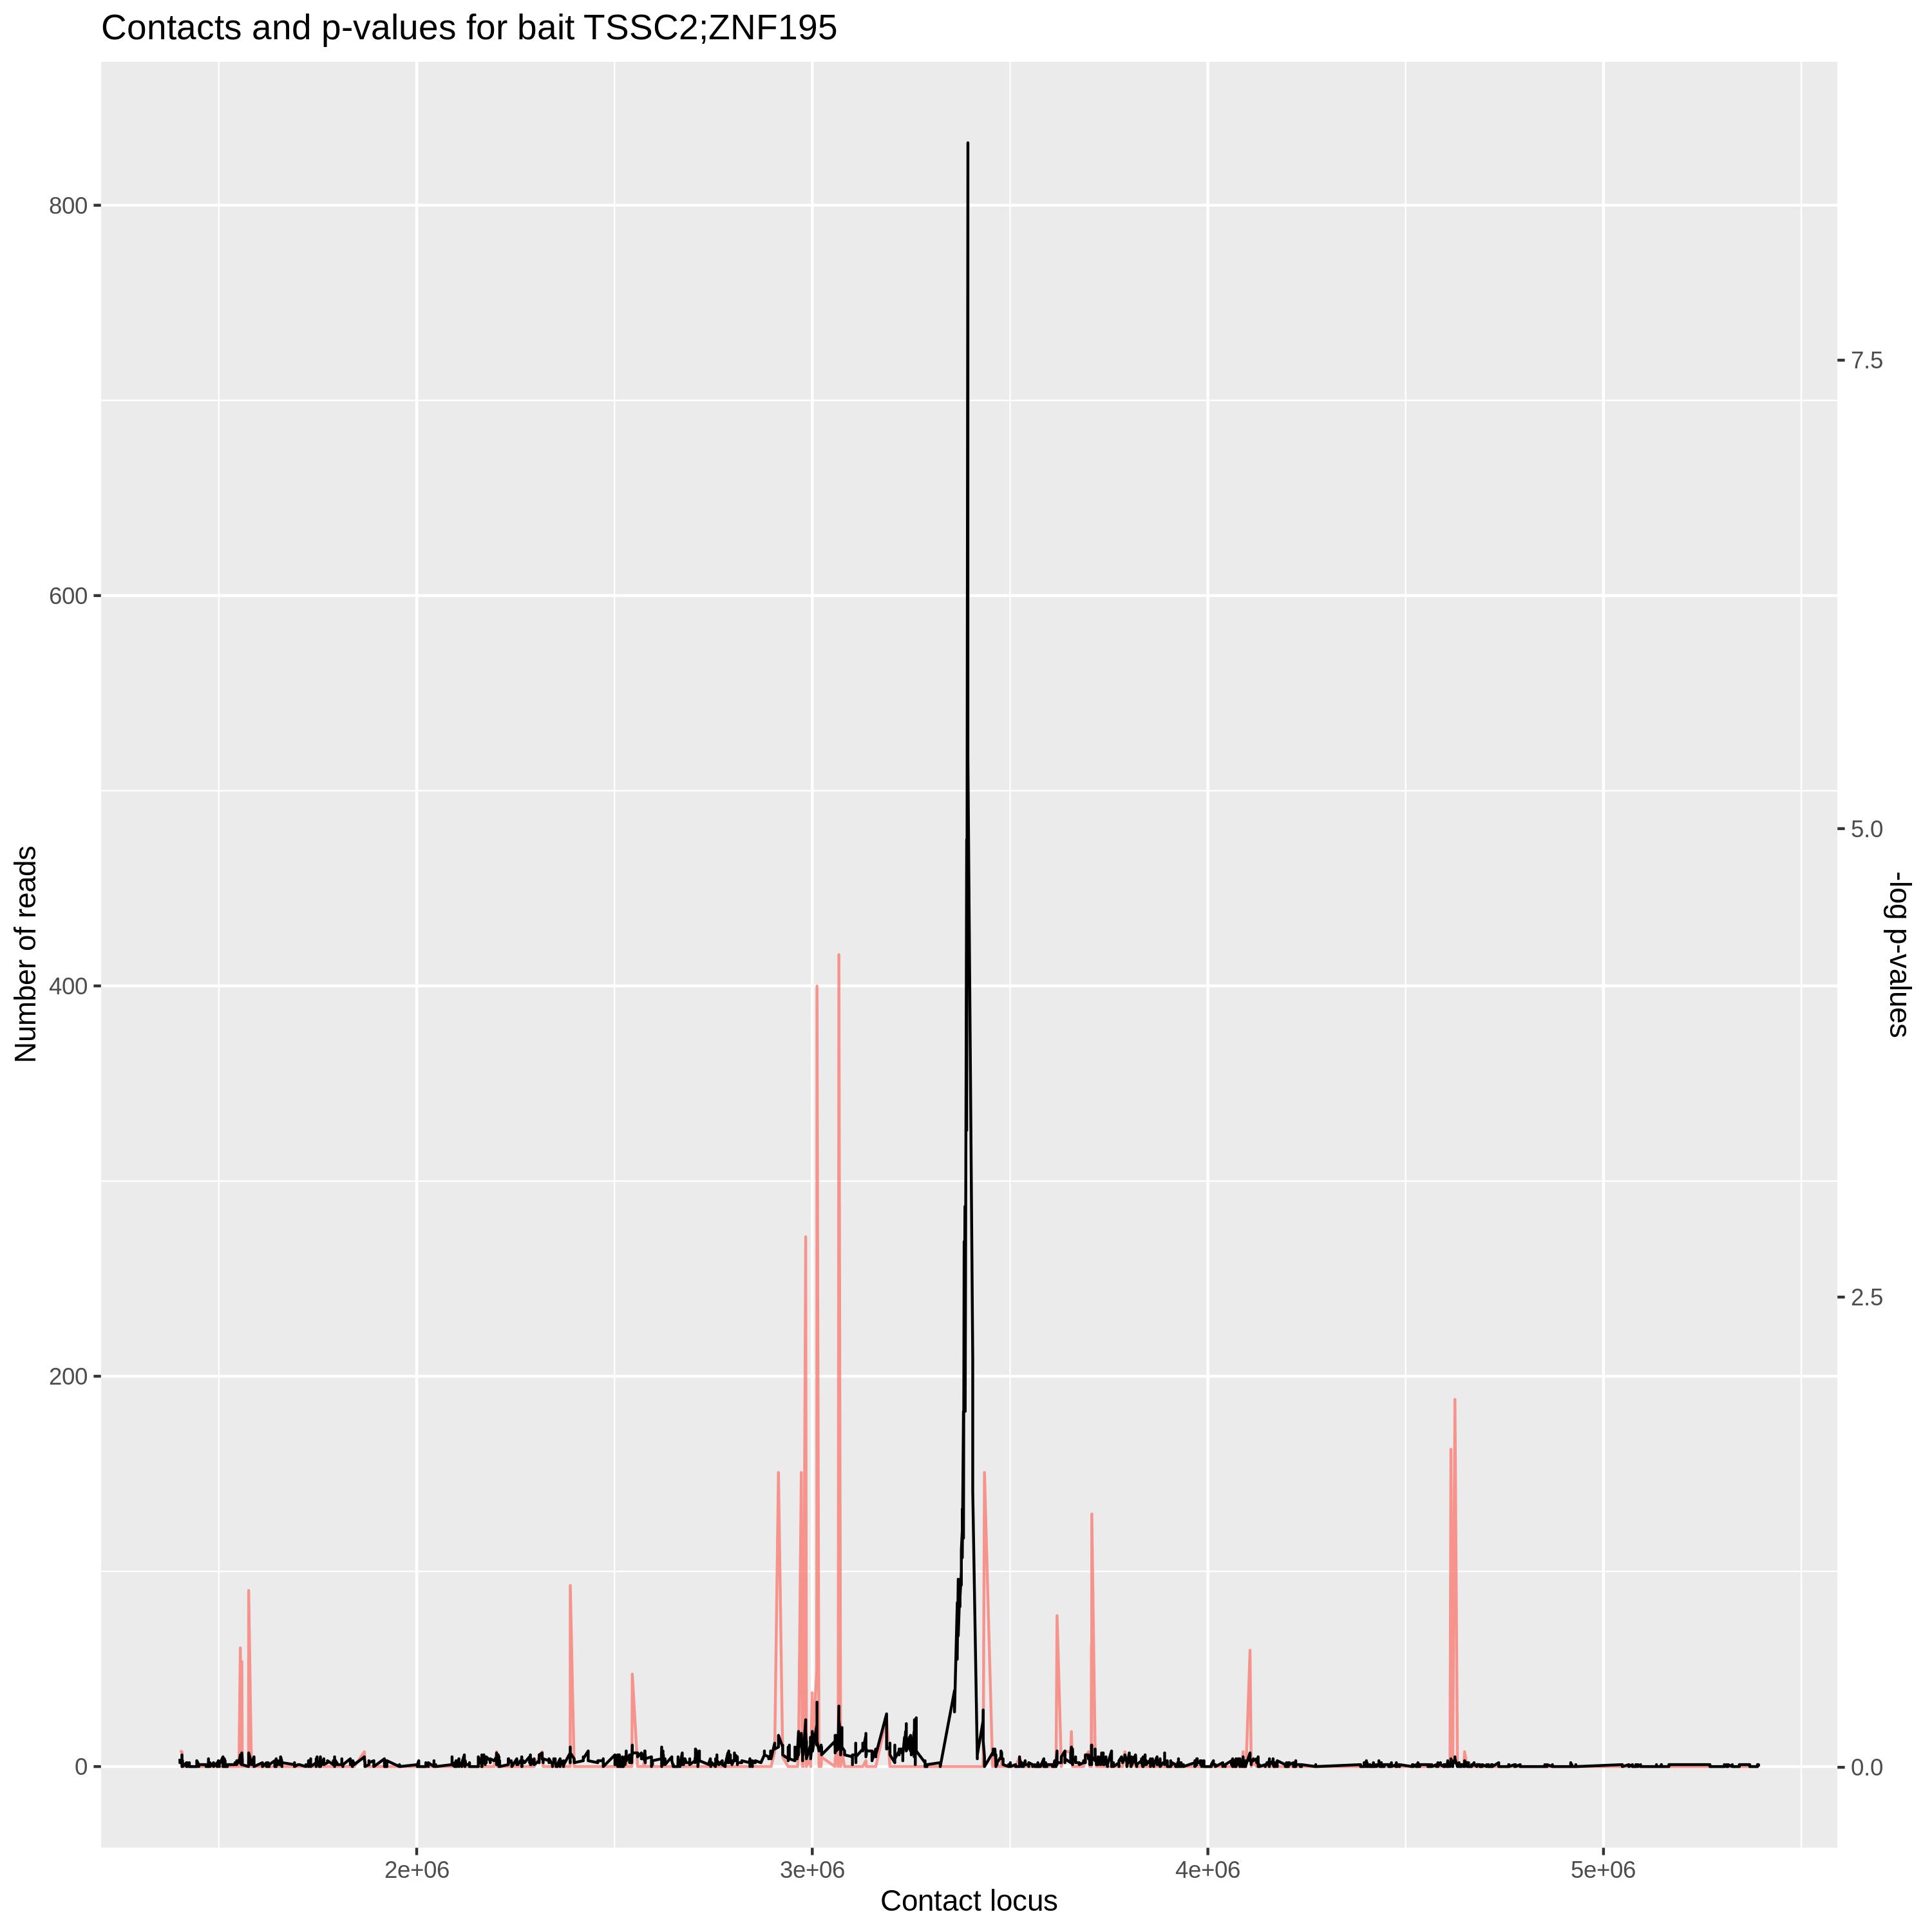 Contacts and p-values for bait TSSC2;ZNF195
800
600
400
200
0
Number of reads
7.5
5.0
2.5
0.0
-log p-values
2e+06
3e+06
4e+06
5e+06
Contact locus